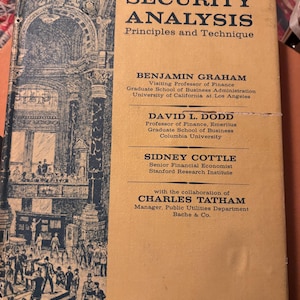 SECURITY
ANALYSIS
Principles and Technique
BENJAMIN GRAHAM
Visiting Professor of Finance
Graduate School of Business Administration
University of California at Los Angeles
DAVID L. DODD
Professor of Finance, Emeritus
Graduate School of Business
Columbia University
SIDNEY COTTLE
Senior Financial Economist
Stanford Research Institute
with the collaboration of
CHARLES TATHAM
Manager, Public Utilities Department
Bache & Co.